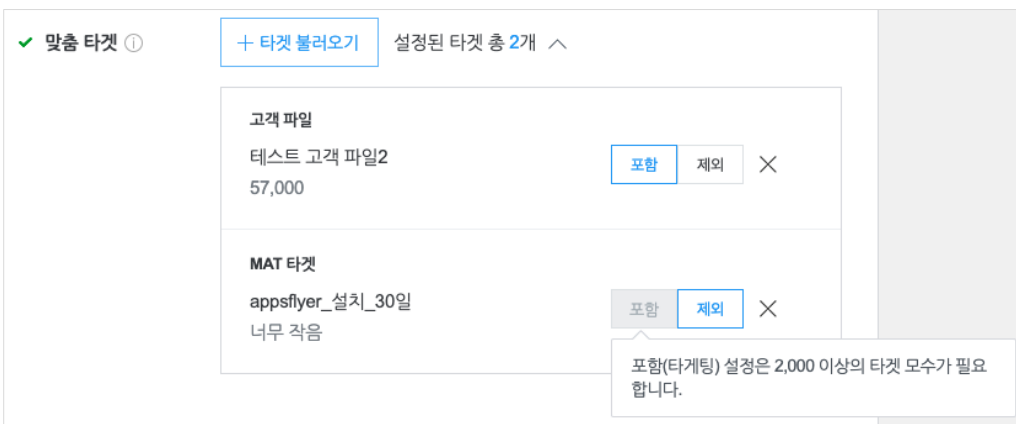 맞춤 타겟
+ 타겟 불러오기 설정된 타겟 총 2개
고객 파일
테스트 고객 파일2
57,000
포함 제외
MAT 타겟
appsflyer_설치_30일
너무 작음
포함 제외
포함(타게팅) 설정은 2,000 이상의 타겟 모수가 필요
합니다.